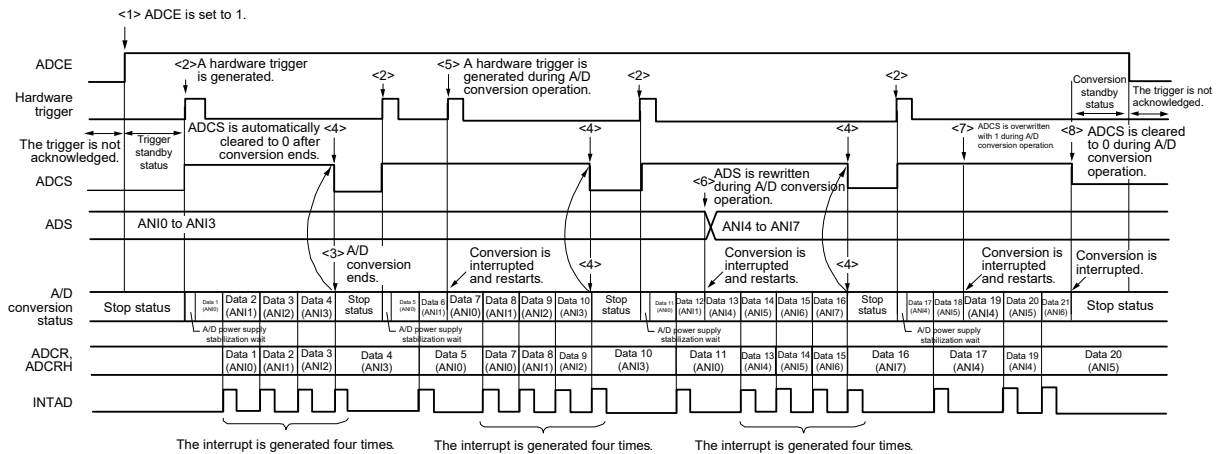 <1> ADCE is set to 1.
ADCE
<2> A hardware trigger
is generated.
<2>
<5> A hardware trigger is
generated during A/D
conversion operation.
<2>
<2>
Conversion
standby
status
The trigger is not
acknowledged.
Hardware
trigger
The trigger is not
acknowledged.
Trigger
standby
status
ADCS is automatically
cleared to 0 after
conversion ends.
<4>
<4>
<4>
<7> ADCS is overwritten
with 1 during A/D
conversion operation.
<8> ADCS is cleared
to 0 during A/D
conversion
operation.
ADCS
<6> ADS is rewritten
during A/D conversion
operation.
ADS
ANI0 to ANI3
ANI4 to ANI7
<3> A/D
conversion
ends.
Conversion is
interrupted
and restarts.
<4>
Conversion is
interrupted
and restarts.
<4>
Conversion is
interrupted
and restarts.
Conversion is
interrupted.
A/D
conversion
status
Stop status
Data 1
(ANI0)
Data 2
(ANI1)
Data 3
(ANI2)
Data 4
(ANI3)
Stop
status
Data 5
(ANI0)
Data 6
(ANI1)
Data 7
(ANI0)
Data 8
(ANI1)
Data 9
(ANI2)
Data 10
(ANI3)
Stop
status
Data 11
(ANI0)
Data 12
(ANI1)
Data 13
(ANI4)
Data 14
(ANI5)
Data 15
(ANI6)
Data 16
(ANI7)
Stop
status
Data 17
(ANI4)
Data 18
(ANI5)
Data 19
(ANI4)
Data 20
(ANI5)
Data 21
(ANI6)
Stop status
A/D power supply
stabilization wait
A/D power supply
stabilization wait
A/D power supply
stabilization wait
A/D power supply
stabilization wait
ADCR,
ADCRH
Data 1
(ANI0)
Data 2
(ANI1)
Data 3
(ANI2)
Data 4
(ANI3)
Data 5
(ANI0)
Data 7
(ANI0)
Data 8
(ANI1)
Data 9
(ANI2)
Data 10
(ANI3)
Data 11
(ANI0)
Data 13
(ANI4)
Data 14
(ANI5)
Data 15
(ANI6)
Data 16
(ANI7)
Data 17
(ANI4)
Data 19
(ANI4)
Data 20
(ANI5)
INTAD
The interrupt is generated four times.
The interrupt is generated four times.
The interrupt is generated four times.